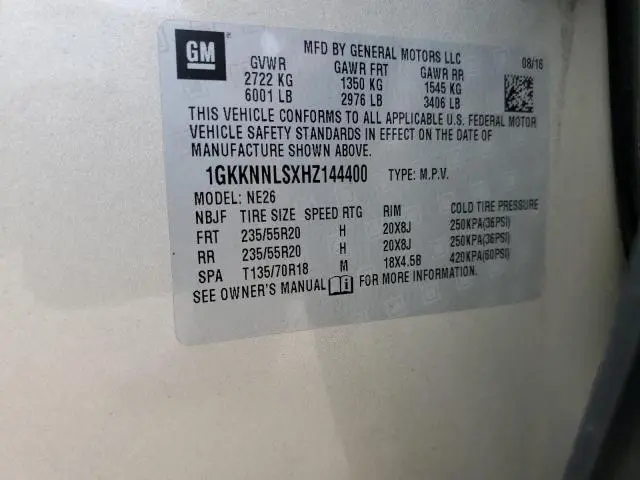 GM
MFD BY GENERAL MOTORS LLC
08/16
GVWR GAWR FRT GAWR RR
2722 KG 1350 KG 1545 KG
6001 LB 2976 LB 3406 LB
THIS VEHICLE CONFORMS TO ALL APPLICABLE U.S. FEDERAL MOTOR
VEHICLE SAFETY STANDARDS IN EFFECT ON THE DATE OF
MANUFACTURE SHOWN ABOVE.
1GKKNNLSXHZ144400 TYPE: M.P.V.
MODEL: NE26
NBJF TIRE SIZE SPEED RTG RIM COLD TIRE PRESSURE
FRT 235/55R20 H 20X8J 250KPA(36PSI)
RR 235/55R20 H 20X8J 250KPA(36PSI)
SPA T135/70R18 M 18X4.5B 420KPA(60PSI)
SEE OWNER'S MANUAL FOR MORE INFORMATION.